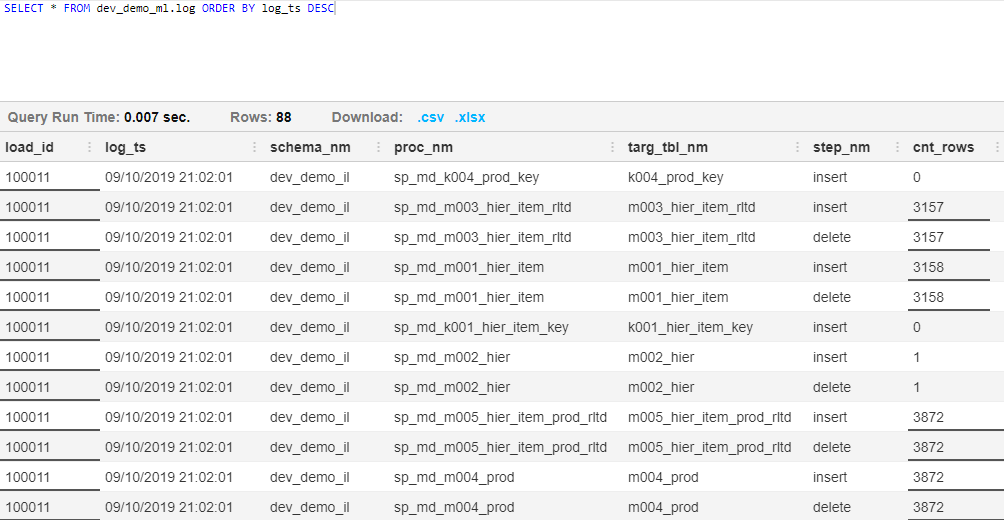 SELECT * FROM dev_demo_ml.log ORDER BY log_ts DESC
Query Run Time: 0.007 sec. Rows: 88 Download: .csv .xlsx
load_id log_ts schema_nm proc_nm targ_tbl_nm step_nm cnt_rows
100011 09/10/2019 21:02:01 dev_demo_il sp_md_k004_prod_key k004_prod_key insert 0
100011 09/10/2019 21:02:01 dev_demo_il sp_md_m003_hier_item_rltd m003_hier_item_rltd insert 3157
100011 09/10/2019 21:02:01 dev_demo_il sp_md_m003_hier_item_rltd m003_hier_item_rltd delete 3157
100011 09/10/2019 21:02:01 dev_demo_il sp_md_m001_hier_item m001_hier_item insert 3158
100011 09/10/2019 21:02:01 dev_demo_il sp_md_m001_hier_item m001_hier_item delete 3158
100011 09/10/2019 21:02:01 dev_demo_il sp_md_k001_hier_item_key k001_hier_item_key insert 0
100011 09/10/2019 21:02:01 dev_demo_il sp_md_m002_hier m002_hier insert 1
100011 09/10/2019 21:02:01 dev_demo_il sp_md_m002_hier m002_hier delete 1
100011 09/10/2019 21:02:01 dev_demo_il sp_md_m005_hier_item_prod_rltd m005_hier_item_prod_rltd insert 3872
100011 09/10/2019 21:02:01 dev_demo_il sp_md_m005_hier_item_prod_rltd m005_hier_item_prod_rltd delete 3872
100011 09/10/2019 21:02:01 dev_demo_il sp_md_m004_prod m004_prod insert 3872
100011 09/10/2019 21:02:01 dev_demo_il sp_md_m004_prod m004_prod delete 3872